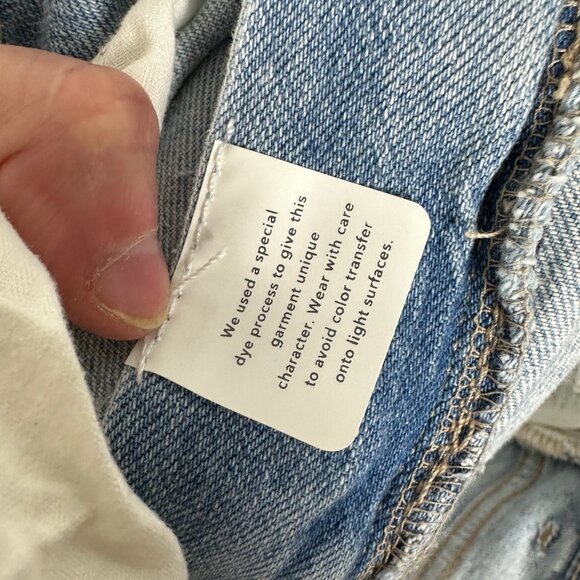 We used a special
dye process to give this
garment unique
character. Wear with care
to avoid color transfer
onto light surfaces.